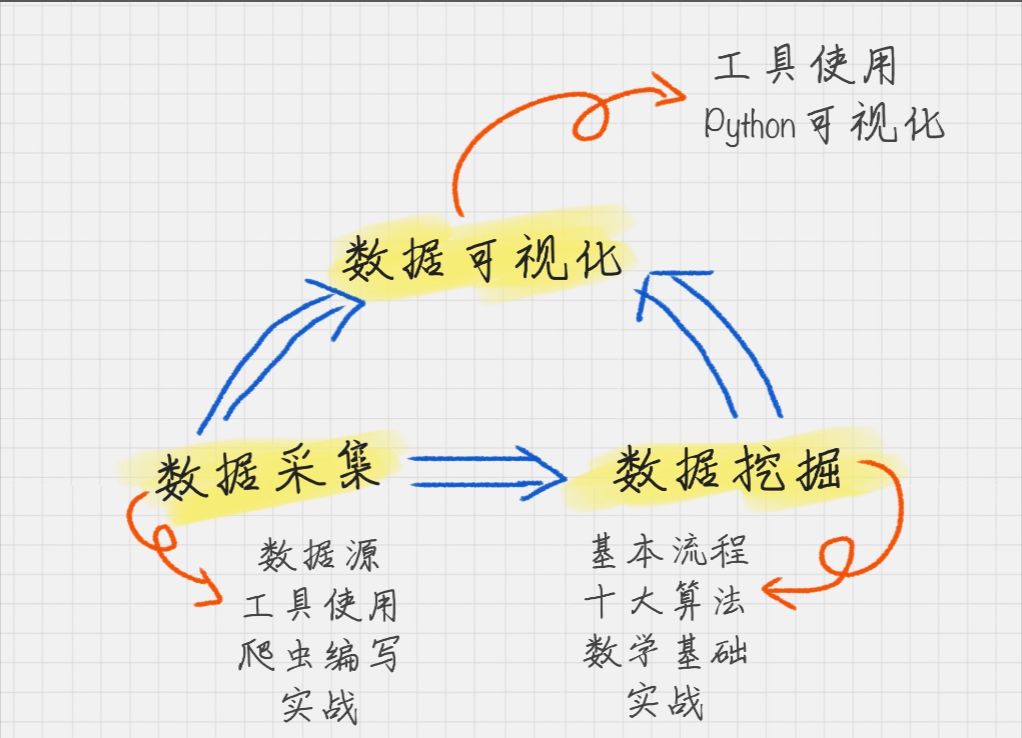 工具使用
Python可视化
数据可视化
数据采集
数据挖掘
数据源
工具使用
爬虫编写
实战
基本流程
十大算法
数学基础
实战